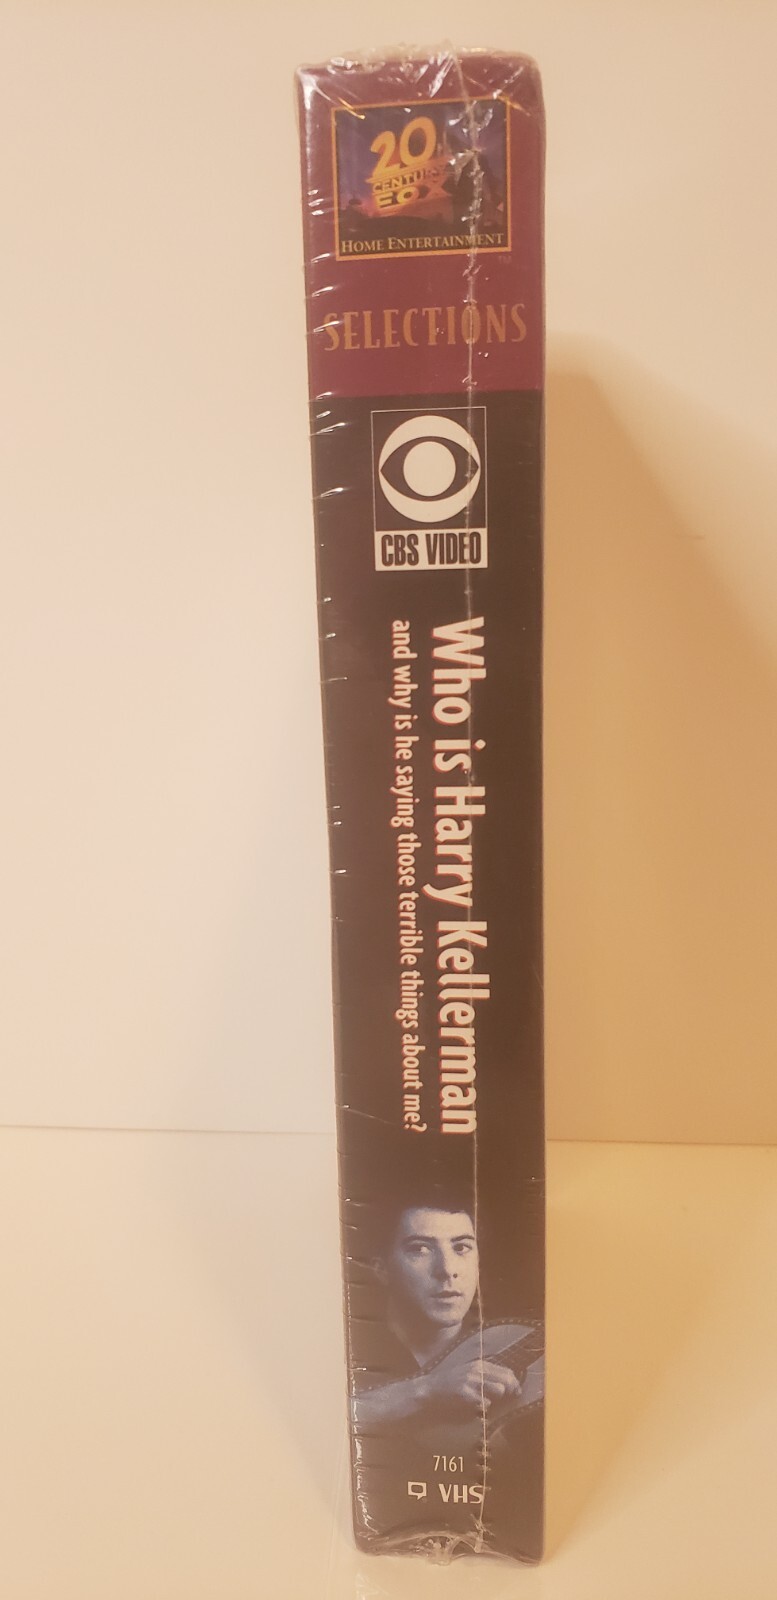 20
CENTURY
FOX
HOME ENTERTAINMENT
TM
SELECTIONS
CBS VIDEO
Who is Harry Kellerman
and why is he saying those terrible things about me?
7161
VHS